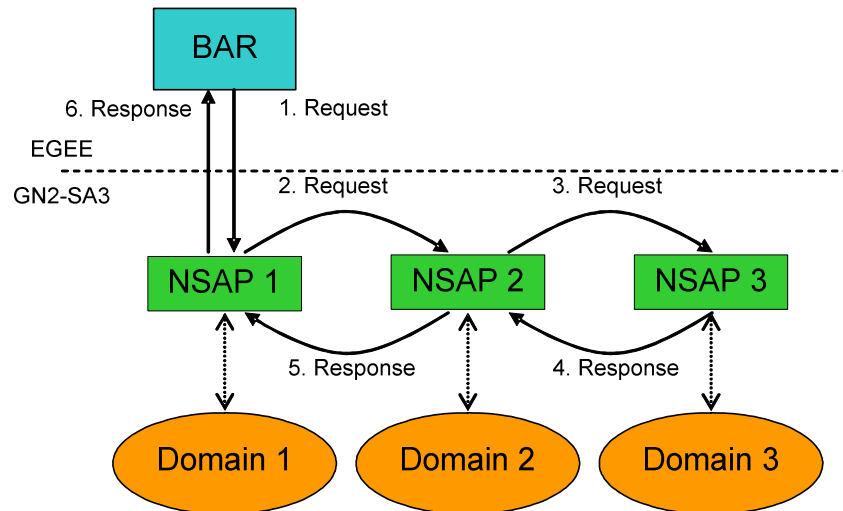 BAR
6. Response
1. Request
EGEE
GN2-SA3
2. Request
3. Request
NSAP 1
NSAP 2
NSAP 3
5. Response
4. Response
Domain 1
Domain 2
Domain 3